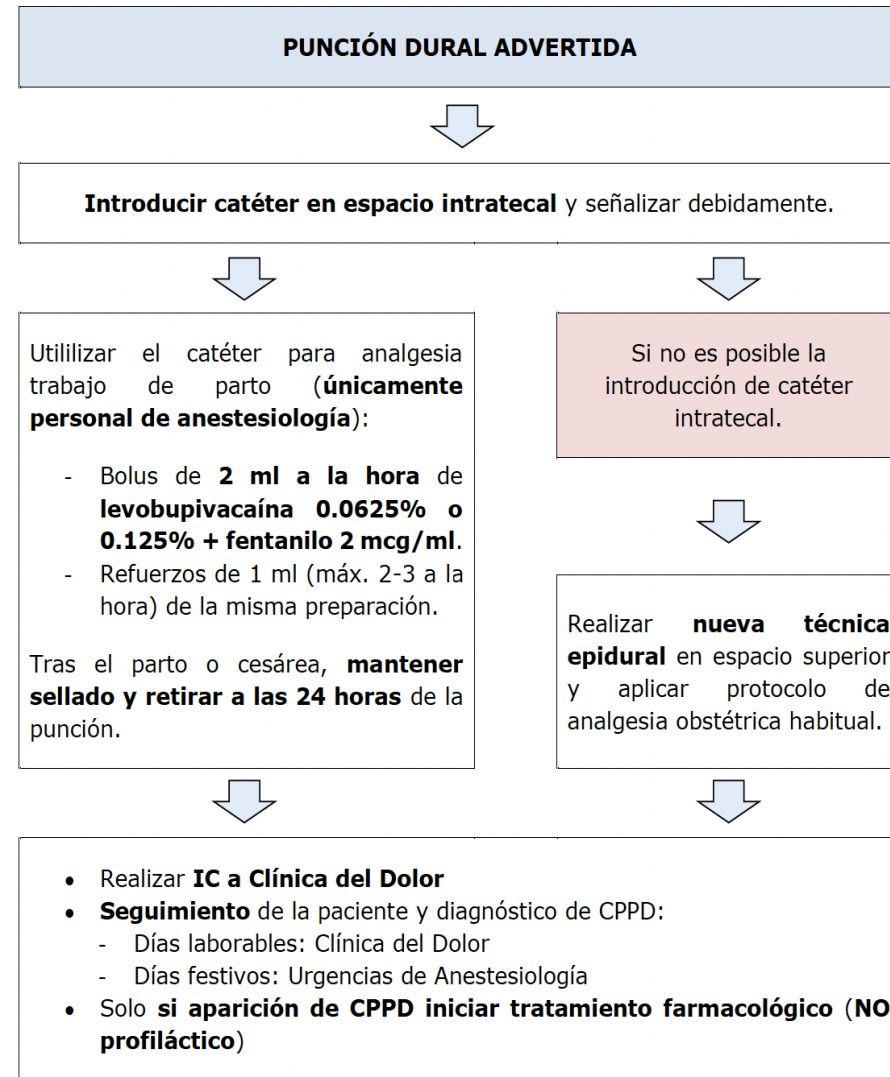 PUNCIÓN DURAL ADVERTIDA
Introducir catéter en espacio intratecal y señalizar debidamente.
Utililizar el catéter para analgesia
trabajo de parto (únicamente
personal de anestesiología):
- Bolus de 2 ml a la hora de
levobupivacaína 0.0625% o
0.125% + fentanilo 2 mcg/ml.
- Refuerzos de 1 ml (máx. 2-3 a la
hora) de la misma preparación.
Tras el parto o cesárea, mantener
sellado y retirar a las 24 horas de la
punción.
Si no es posible la
introducción de catéter
intratecal.
Realizar nueva técnica
epidural en espacio superior
y aplicar protocolo de
analgesia obstétrica habitual.
• Realizar IC a Clínica del Dolor
• Seguimiento de la paciente y diagnóstico de CPPD:
- Días laborables: Clínica del Dolor
- Días festivos: Urgencias de Anestesiología
• Solo si aparición de CPPD iniciar tratamiento farmacológico (NO
profiláctico)